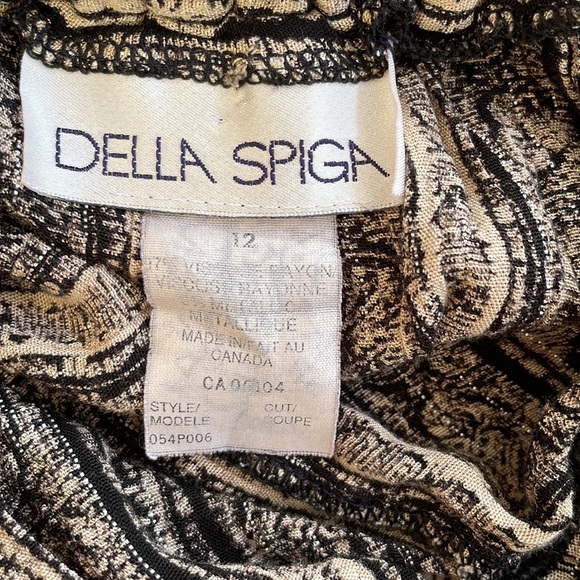 DELLA SPIGA
12
RAYON
RAYONNE
METALLIQUE
MADE IN/FAIT AU
CANADA
STYLE/ CUT/
MODELE COUPE
054P006